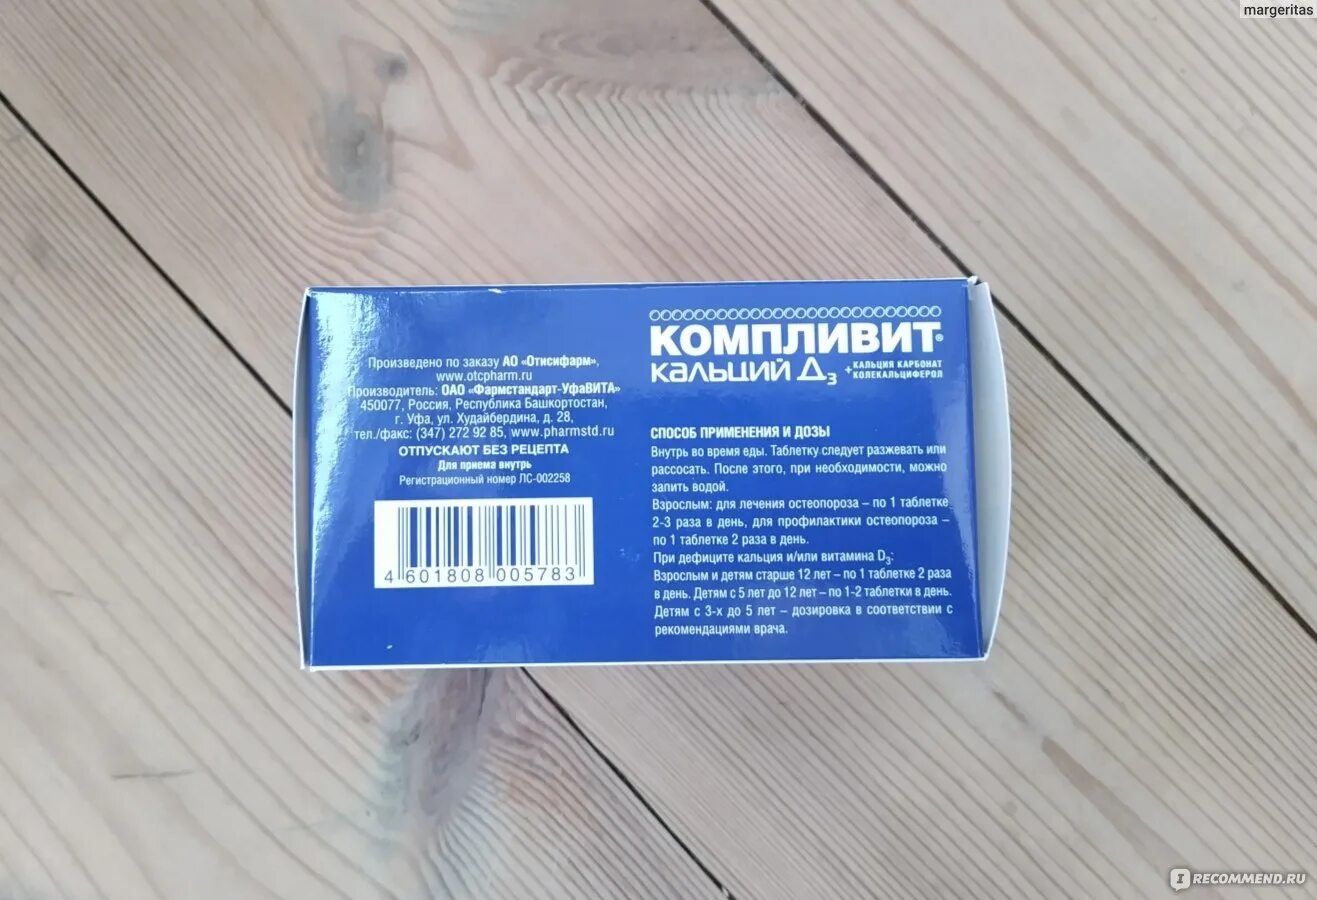 margeritas
Произведено по заказу АО «Отисифарм»,
www.otcpharm.ru
Производитель: ОАО «Фармстандарт-УфаВИТА»
450077, Россия, Республика Башкортостан,
г. Уфа, ул. Худайбердина, д. 28,
тел./факс: (347) 272 92 85, www.pharmstd.ru
ОТПУСКАЮТ БЕЗ РЕЦЕПТА
Для приема внутрь
Регистрационный номер ЛС-002258
4 601808 005783
КОМПЛИВИТ®
КАЛЬЦИЙ Д3 + КАЛЬЦИЯ КАРБОНАТ
КОЛЕКАЛЬЦИФЕРОЛ
СПОСОБ ПРИМЕНЕНИЯ И ДОЗЫ
Внутрь во время еды. Таблетку следует разжевать или
рассосать. После этого, при необходимости, можно
запить водой.
Взрослым: для лечения остеопороза – по 1 таблетке
2-3 раза в день, для профилактики остеопороза –
по 1 таблетке 2 раза в день.
При дефиците кальция и/или витамина D3:
Взрослым и детям старше 12 лет – по 1 таблетке 2 раза
в день. Детям с 5 лет до 12 лет – по 1-2 таблетки в день.
Детям с 3-х до 5 лет – дозировка в соответствии с
рекомендациями врача.
IRECOMMEND.RU